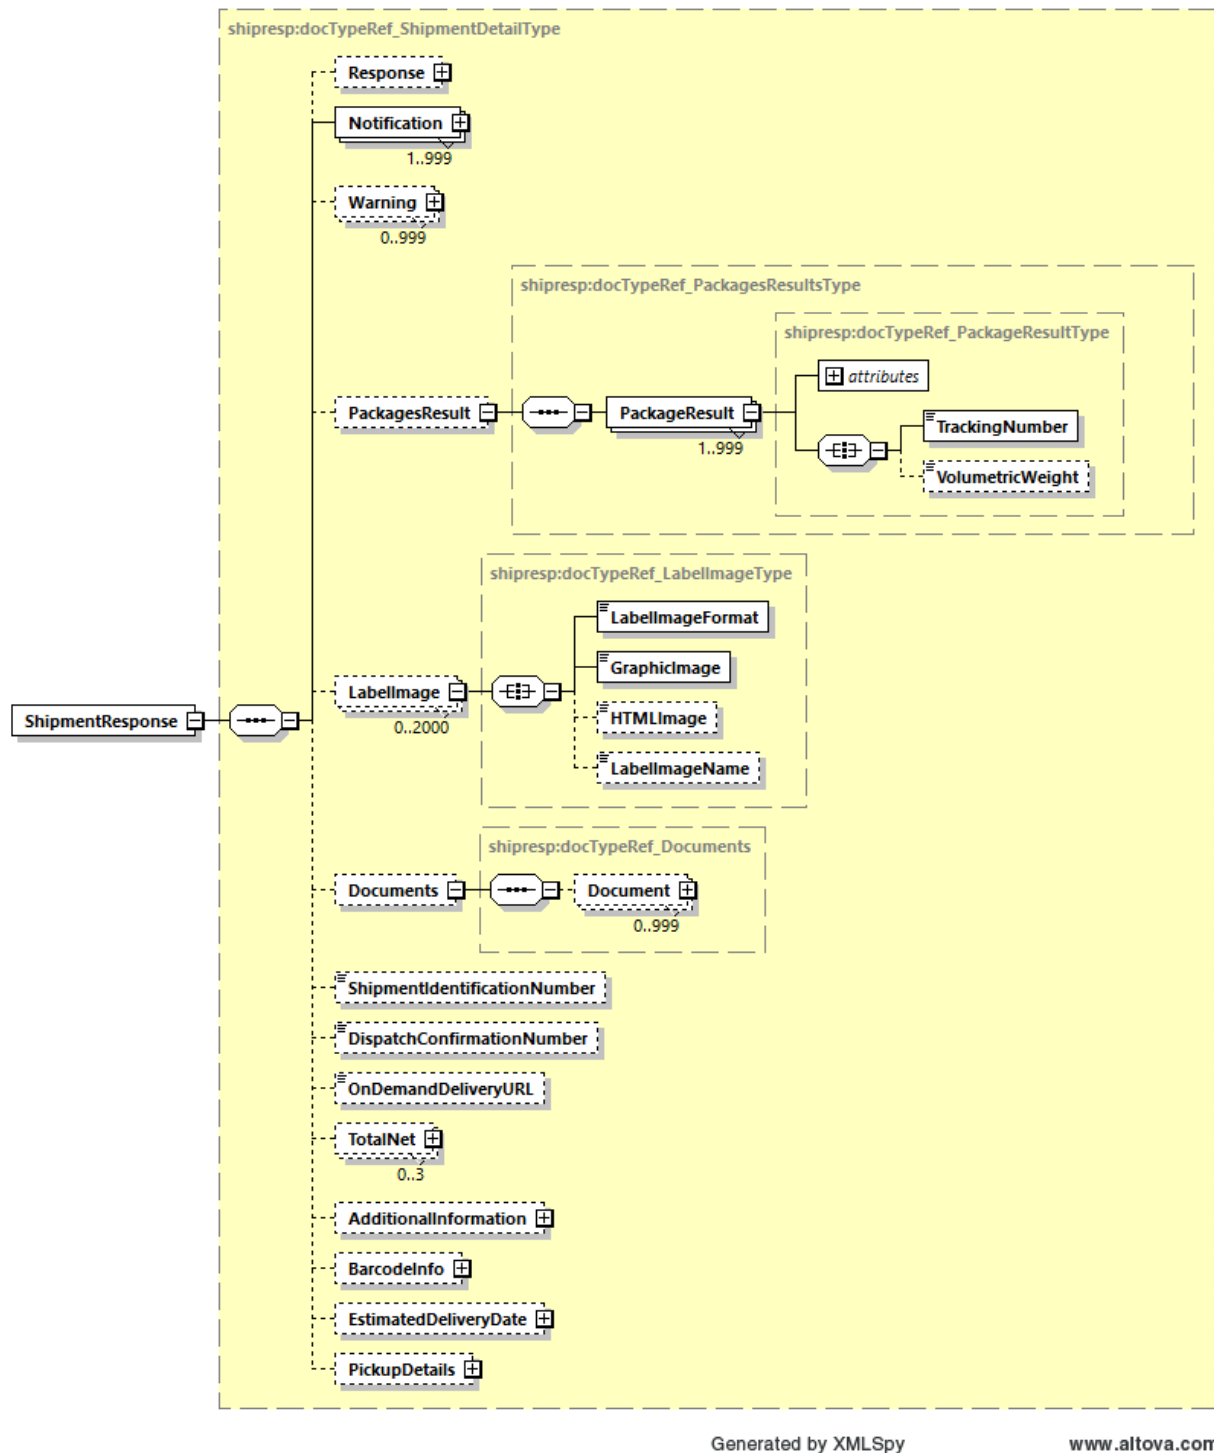 shipresp:docTypeRef_ShipmentDetailType
Response
Notification
1..999
Warning
0..999
shipresp:docTypeRef_PackagesResultsType
shipresp:docTypeRef_PackageResultType
attributes
PackagesResult
PackageResult
1..999
TrackingNumber
VolumetricWeight
shipresp:docTypeRef_LabelImageType
LabelImageFormat
GraphicImage
LabelImage
0..2000
HTMLImage
LabelImageName
ShipmentResponse
shipresp:docTypeRef_Documents
Documents
Document
0..999
ShipmentIdentificationNumber
DispatchConfirmationNumber
OnDemandDeliveryURL
TotalNet
0..3
AdditionalInformation
BarcodeInfo
EstimatedDeliveryDate
PickupDetails
Generated by XMLSpy www.altova.com